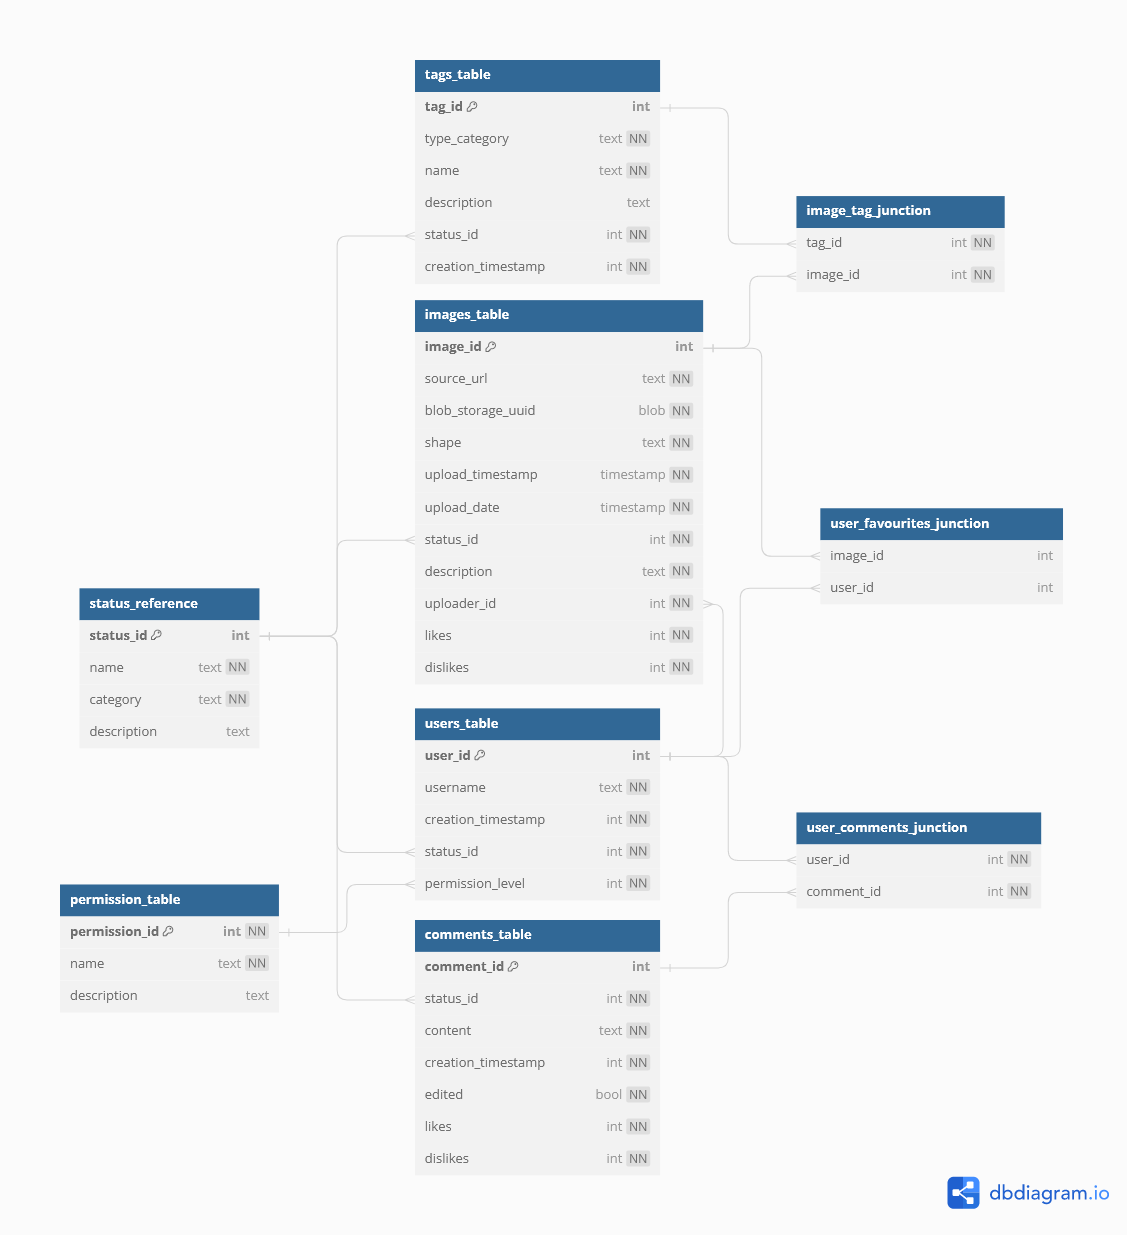 tags_table
tag_id int
type_category text NN
name text NN
description text
status_id int NN
creation_timestamp int NN
image_tag_junction
tag_id int NN
image_id int NN
images_table
image_id int
source_url text NN
blob_storage_uuid blob NN
shape text NN
upload_timestamp timestamp NN
upload_date timestamp NN
status_id int NN
description text NN
uploader_id int NN
likes int NN
dislikes int NN
user_favourites_junction
image_id int
user_id int
status_reference
status_id int
name text NN
category text NN
description text
users_table
user_id int
username text NN
creation_timestamp int NN
status_id int NN
permission_level int NN
user_comments_junction
user_id int NN
comment_id int NN
permission_table
permission_id int NN
name text NN
description text
comments_table
comment_id int
status_id int NN
content text NN
creation_timestamp int NN
edited bool NN
likes int NN
dislikes int NN
dbdiagram.io